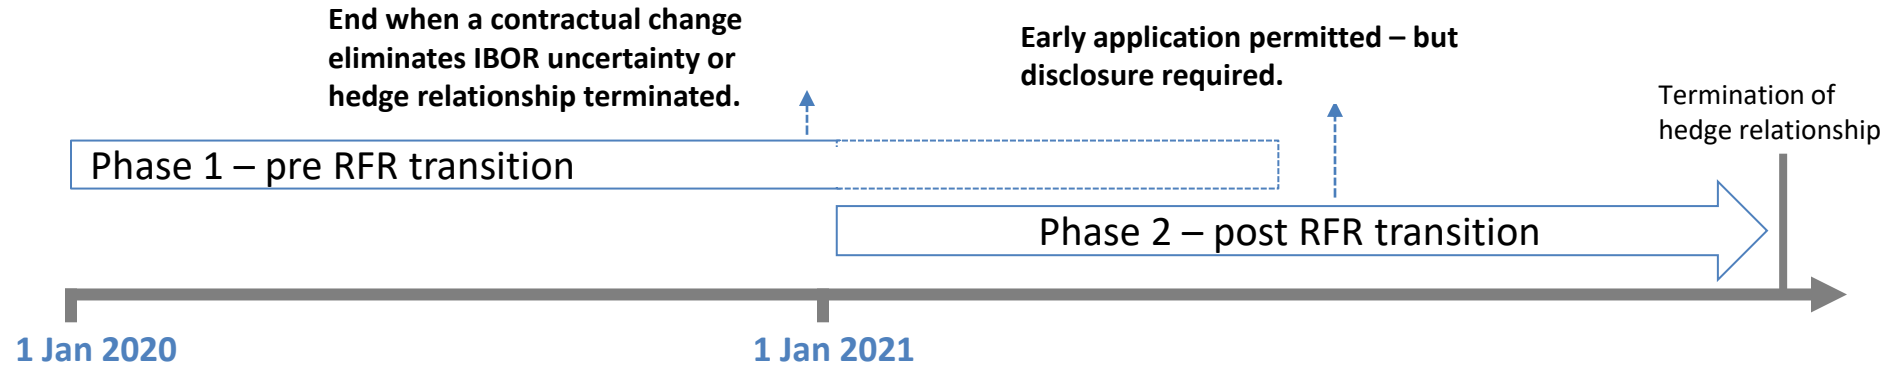 End when a contractual change
eliminates IBOR uncertainty or
hedge relationship terminated.
Early application permitted – but
disclosure required.
Termination of
hedge relationship
Phase 1 – pre RFR transition
Phase 2 – post RFR transition
1 Jan 2020
1 Jan 2021